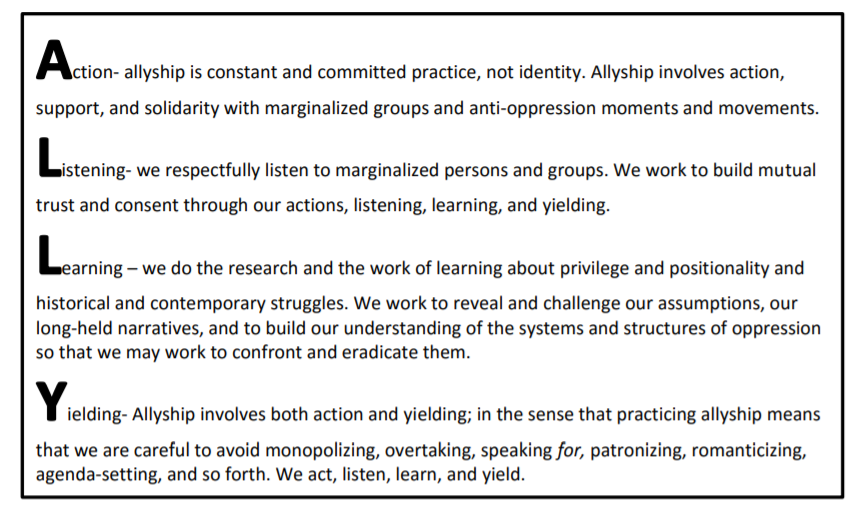 Action- allyship is constant and committed practice, not identity. Allyship involves action,
support, and solidarity with marginalized groups and anti-oppression moments and movements.
Listening- we respectfully listen to marginalized persons and groups. We work to build mutual
trust and consent through our actions, listening, learning, and yielding.
Learning – we do the research and the work of learning about privilege and positionality and
historical and contemporary struggles. We work to reveal and challenge our assumptions, our
long-held narratives, and to build our understanding of the systems and structures of oppression
so that we may work to confront and eradicate them.
Yielding- Allyship involves both action and yielding; in the sense that practicing allyship means
that we are careful to avoid monopolizing, overtaking, speaking for, patronizing, romanticizing,
agenda-setting, and so forth. We act, listen, learn, and yield.